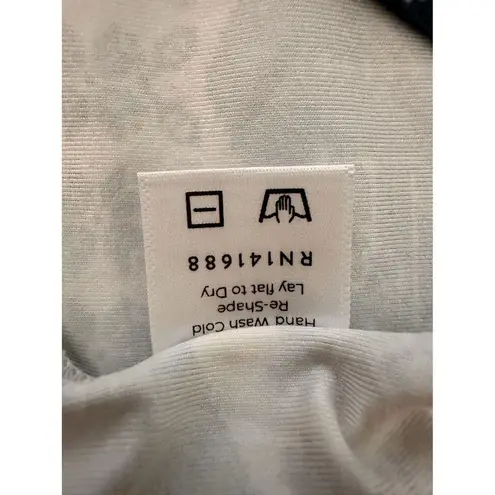 Hand Wash Cold
Re-Shape
Lay flat to Dry
RN141688